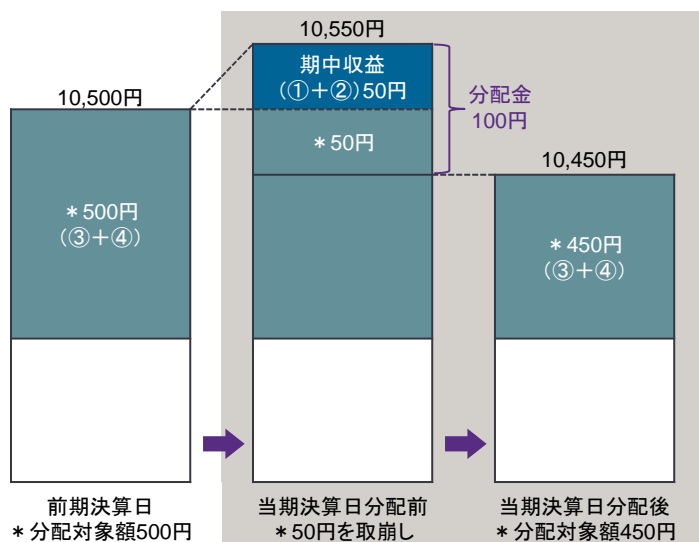 10,500円
*500円
(③+④)
前期決算日
*分配対象額500円
10,550円
期中収益
(①+②)50円
*50円
分配金
100円
当期決算日分配前
*50円を取崩し
10,450円
*450円
(③+④)
当期決算日分配後
*分配対象額450円